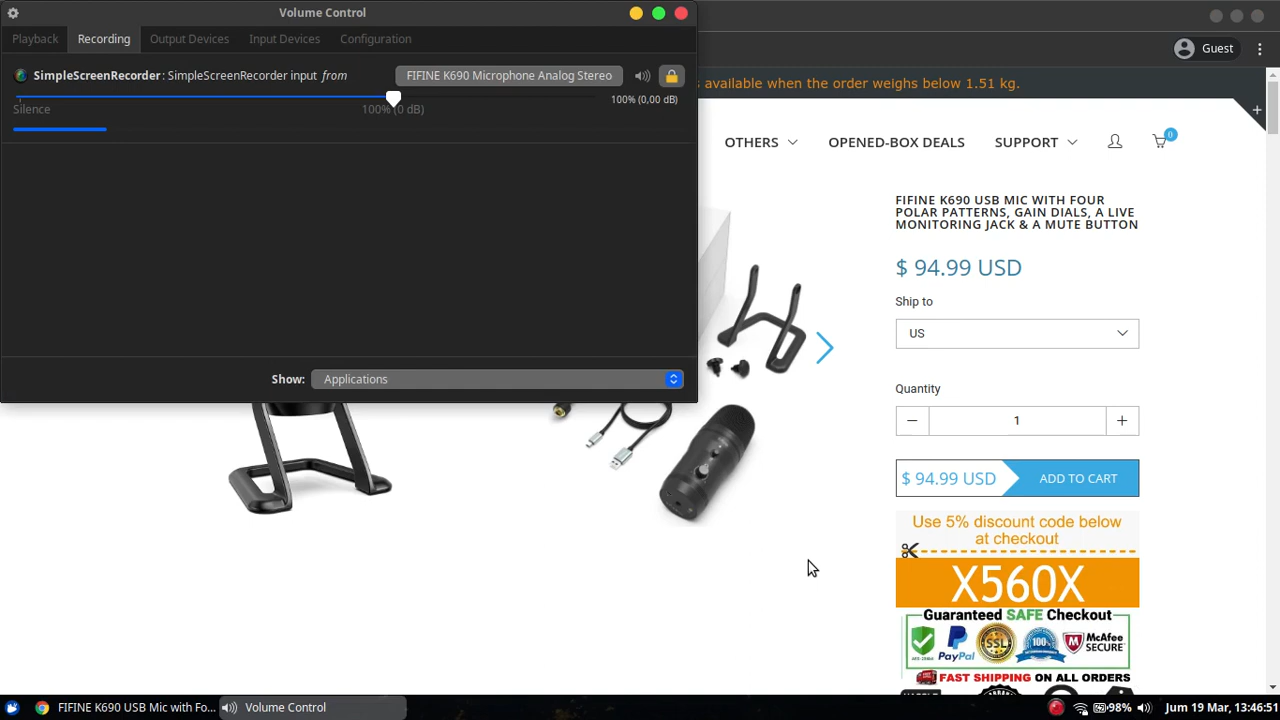 Volume Control
Playback Recording Output Devices Input Devices Configuration
SimpleScreenRecorder: SimpleScreenRecorder input from FIFINE K690 Microphone Analog Stereo
100% (0,00 dB)
Silence 100% (0 dB)
Show: Applications
Guest
s available when the order weighs below 1.51 kg.
+
OTHERS OPENED-BOX DEALS SUPPORT 0
FIFINE K690 USB MIC WITH FOUR
POLAR PATTERNS, GAIN DIALS, A LIVE
MONITORING JACK & A MUTE BUTTON
$ 94.99 USD
Ship to
US
Quantity
− 1 +
$ 94.99 USD ADD TO CART
Use 5% discount code below
at checkout
X560X
Guaranteed SAFE Checkout
PayPal SSL 100% McAfee
SECURE
FAST SHIPPING ON ALL ORDERS
FIFINE K690 USB Mic with Fo... Volume Control 98% Jum 19 Mar, 13:46:51